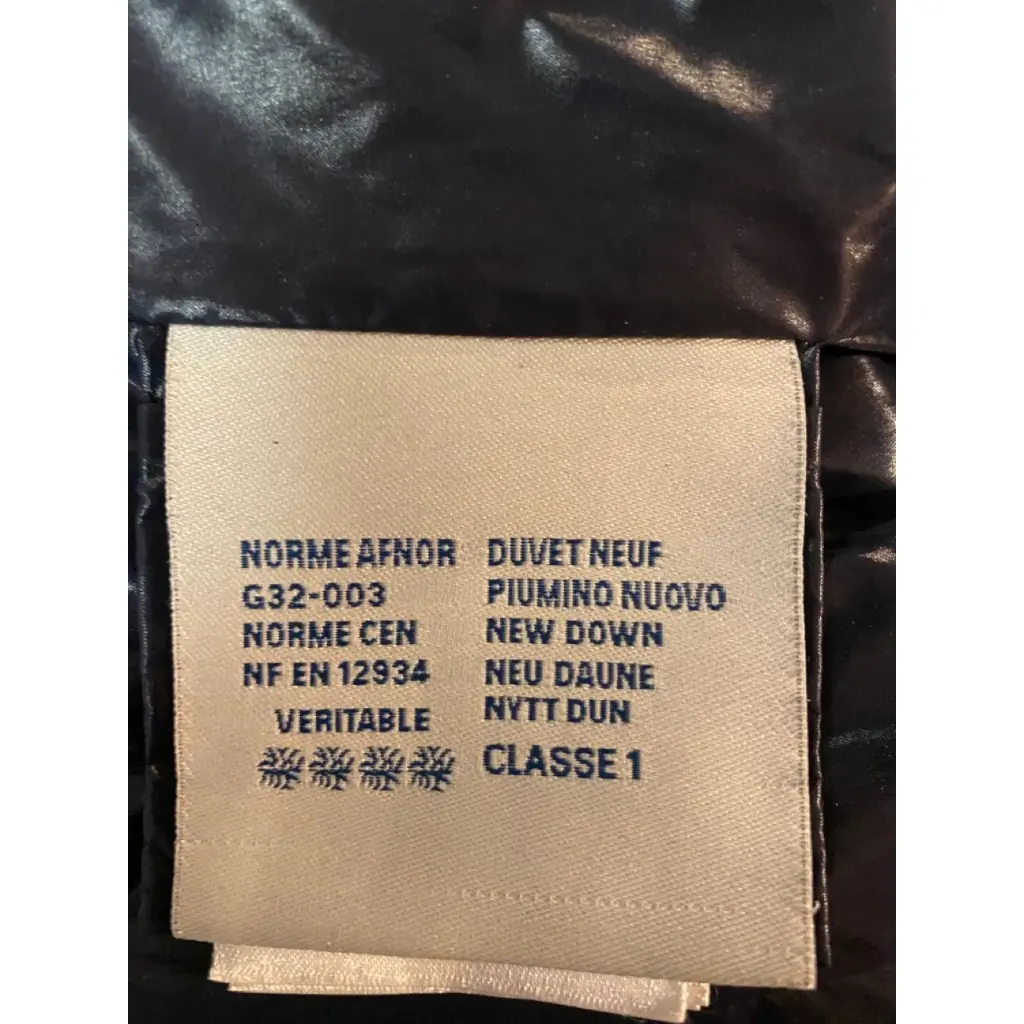 NORME AFNOR
G32-003
NORME CEN
NF EN 12934
VERITABLE
DUVET NEUF
PIUMINO NUOVO
NEW DOWN
NEU DAUNE
NYTT DUN
CLASSE 1